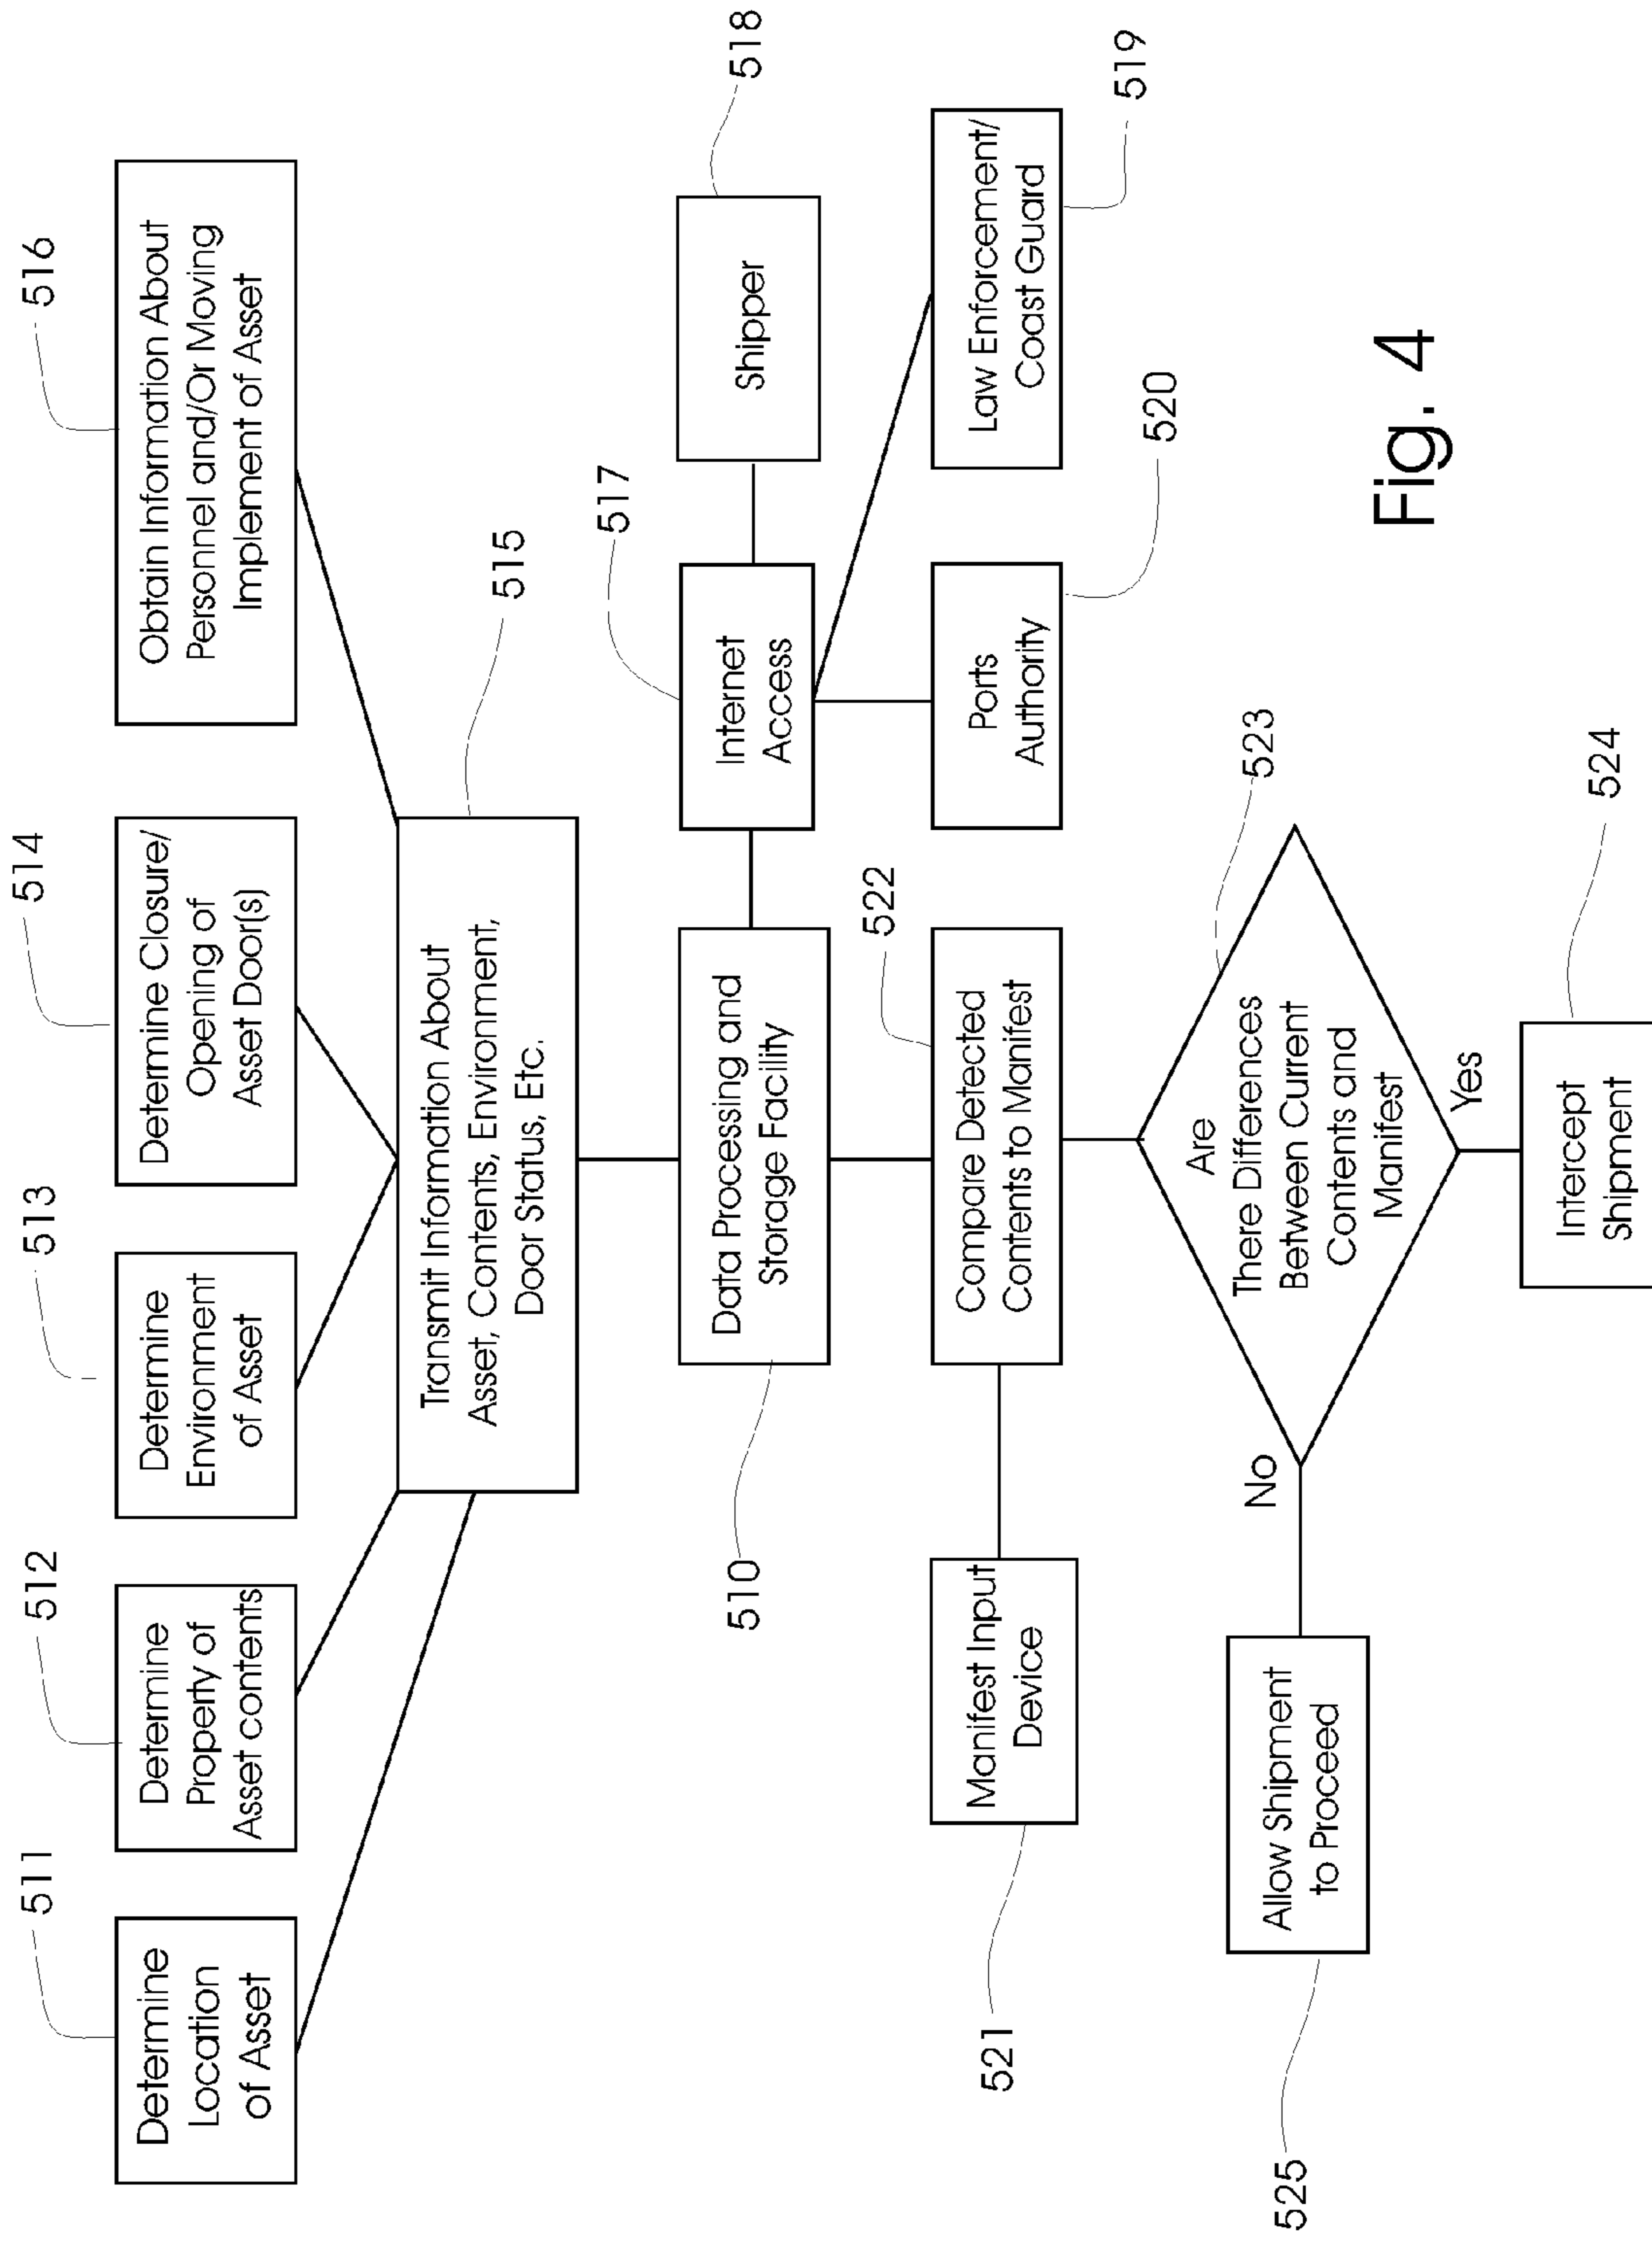 511
Determine
Location
of Asset
512
Determine
Property of
Asset contents
513
Determine
Environment
of Asset
514
Determine Closure/
Opening of
Asset Door(s)
516
Obtain Information About
Personnel and/Or Moving
Implement of Asset
515
Transmit Information About
Asset, Contents, Environment,
Door Status, Etc.
510
Data Processing and
Storage Facility
517
Internet
Access
518
Shipper
521
Manifest Input
Device
522
Compare Detected
Contents to Manifest
520
Ports
Authority
519
Law Enforcement/
Coast Guard
523
Are
There Differences
Between Current
Contents and
Manifest
No
Yes
525
Allow Shipment
to Proceed
524
Intercept
Shipment
Fig. 4